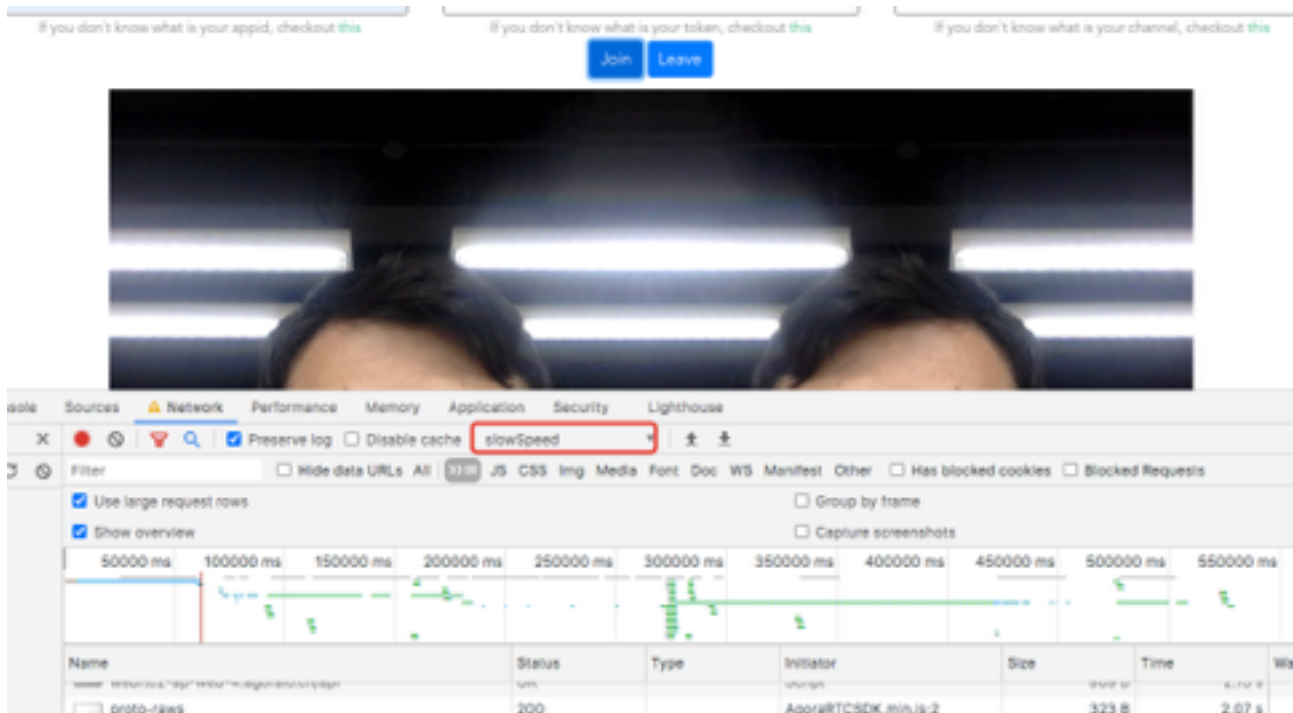 If you don't know what is your appid, checkout this
If you don't know what is your token, checkout this
If you don't know what is your channel, checkout this
Join Leave
Sources Network Performance Memory Application Security Lighthouse
Preserve log Disable cache slowSpeed
Filter Hide data URLs All XHR JS CSS Img Media Font Doc WS Manifest Other Has blocked cookies Blocked Requests
Use large request rows Group by frame
Show overview Capture screenshots
50000 ms 100000 ms 150000 ms 200000 ms 250000 ms 300000 ms 350000 ms 400000 ms 450000 ms 500000 ms 550000 ms
Name Status Type Initiator Size Time
proto-raws 200 AgoraRTCSDK.min.js:2 323 B 2.07 s